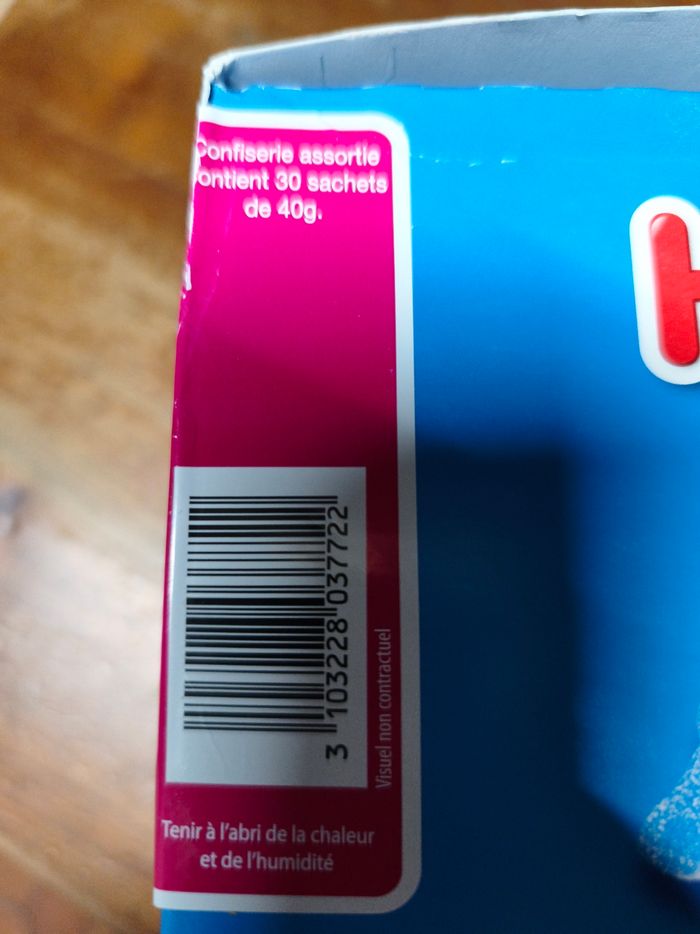 Confiserie assortie
ontient 30 sachets
de 40g.
H
3 103228 037722
Visuel non contractuel
Tenir à l'abri de la chaleur
et de l'humidité